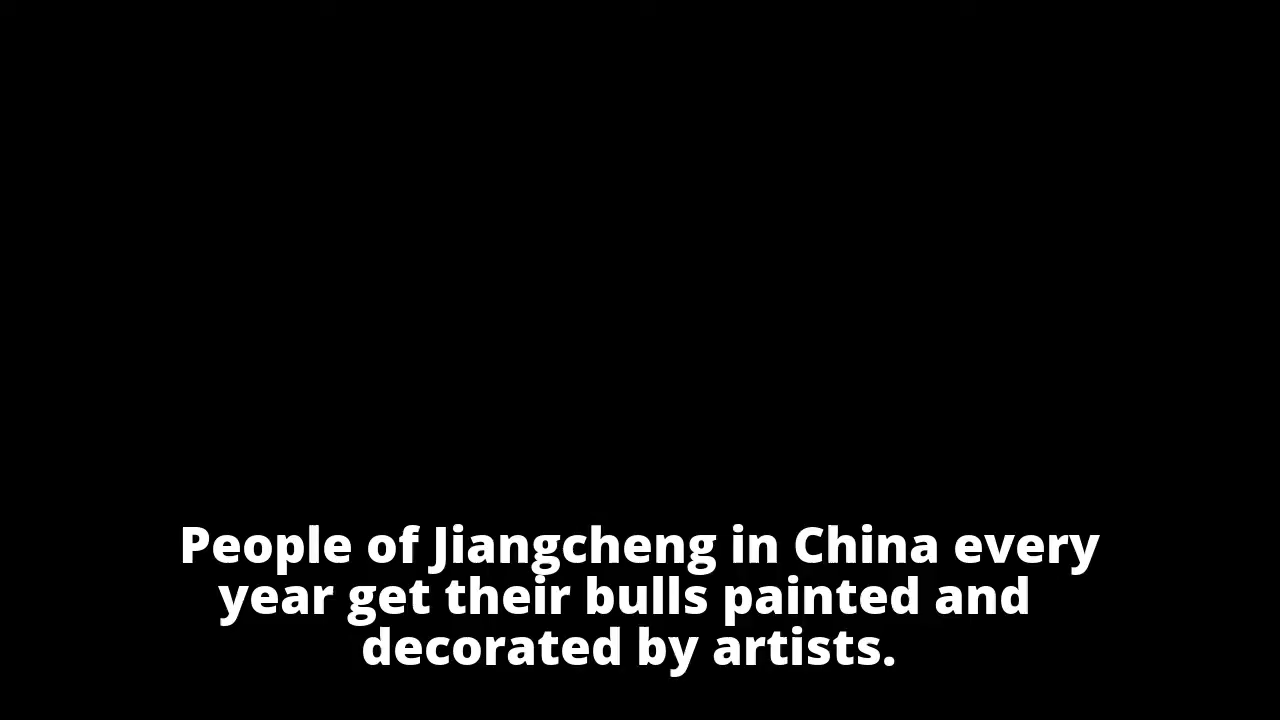 People of Jiangcheng in China every
year get their bulls painted and
decorated by artists.